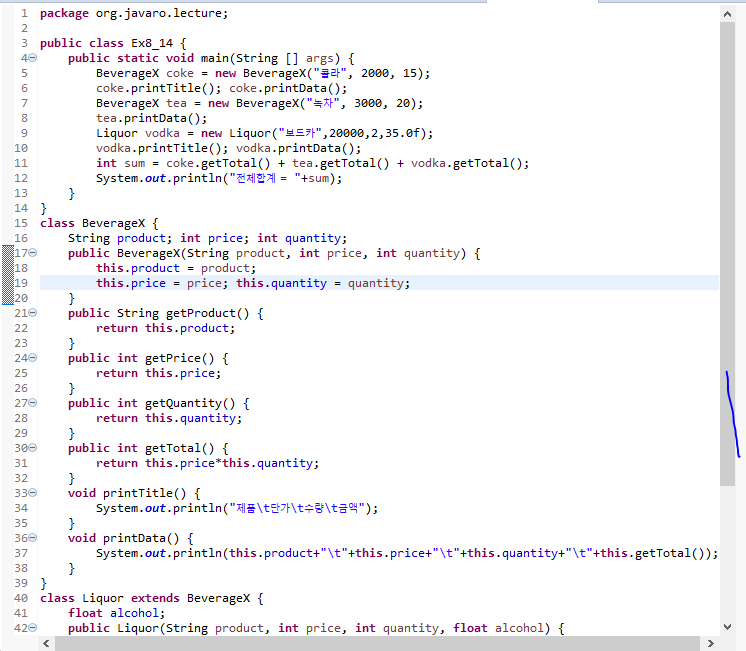 1 package org.javaro.lecture;
2
3 public class Ex8_14 {
4 public static void main(String [] args) {
5 BeverageX coke = new BeverageX("콜라", 2000, 15);
6 coke.printTitle(); coke.printData();
7 BeverageX tea = new BeverageX("녹차", 3000, 20);
8 tea.printData();
9 Liquor vodka = new Liquor("보드카",20000,2,35.0f);
10 vodka.printTitle(); vodka.printData();
11 int sum = coke.getTotal() + tea.getTotal() + vodka.getTotal();
12 System.out.println("전체합계 = "+sum);
13 }
14 }
15 class BeverageX {
16 String product; int price; int quantity;
17 public BeverageX(String product, int price, int quantity) {
18 this.product = product;
19 this.price = price; this.quantity = quantity;
20 }
21 public String getProduct() {
22 return this.product;
23 }
24 public int getPrice() {
25 return this.price;
26 }
27 public int getQuantity() {
28 return this.quantity;
29 }
30 public int getTotal() {
31 return this.price*this.quantity;
32 }
33 void printTitle() {
34 System.out.println("제품\t단가\t수량\t금액");
35 }
36 void printData() {
37 System.out.println(this.product+"\t"+this.price+"\t"+this.quantity+"\t"+this.getTotal());
38 }
39 }
40 class Liquor extends BeverageX {
41 float alcohol;
42 public Liquor(String product, int price, int quantity, float alcohol) {